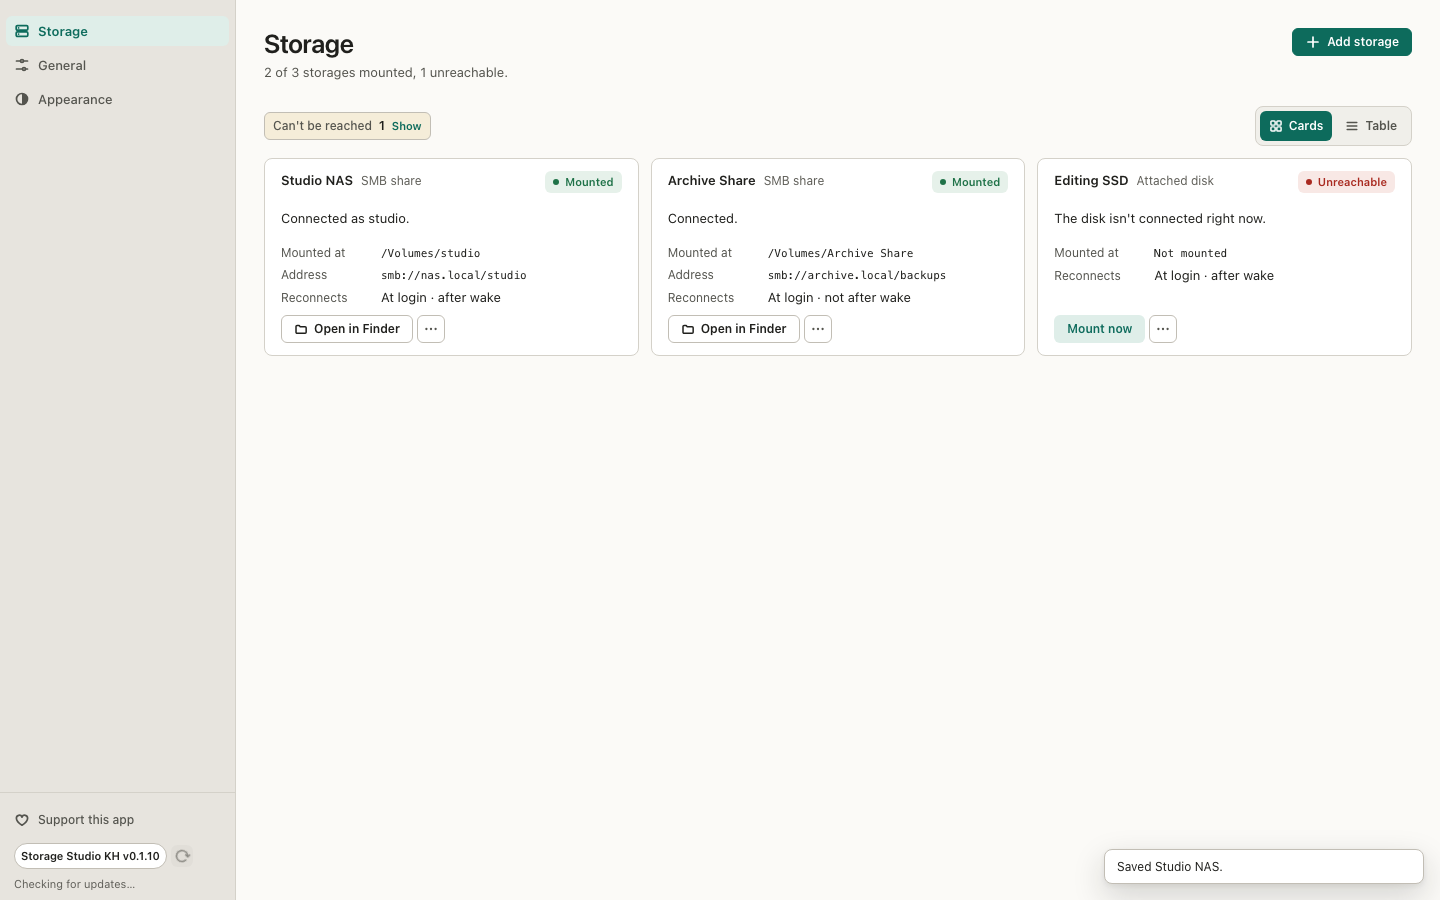 Storage
General
Appearance
Support this app
Storage Studio KH v0.1.10
Checking for updates...
Storage
2 of 3 storages mounted, 1 unreachable.
Add storage
Can't be reached 1 Show
Cards
Table
Studio NAS SMB share
Mounted
Connected as studio.
Mounted at /Volumes/studio
Address smb://nas.local/studio
Reconnects At login · after wake
Open in Finder
Archive Share SMB share
Mounted
Connected.
Mounted at /Volumes/Archive Share
Address smb://archive.local/backups
Reconnects At login · not after wake
Open in Finder
Editing SSD Attached disk
Unreachable
The disk isn't connected right now.
Mounted at Not mounted
Reconnects At login · after wake
Mount now
Saved Studio NAS.